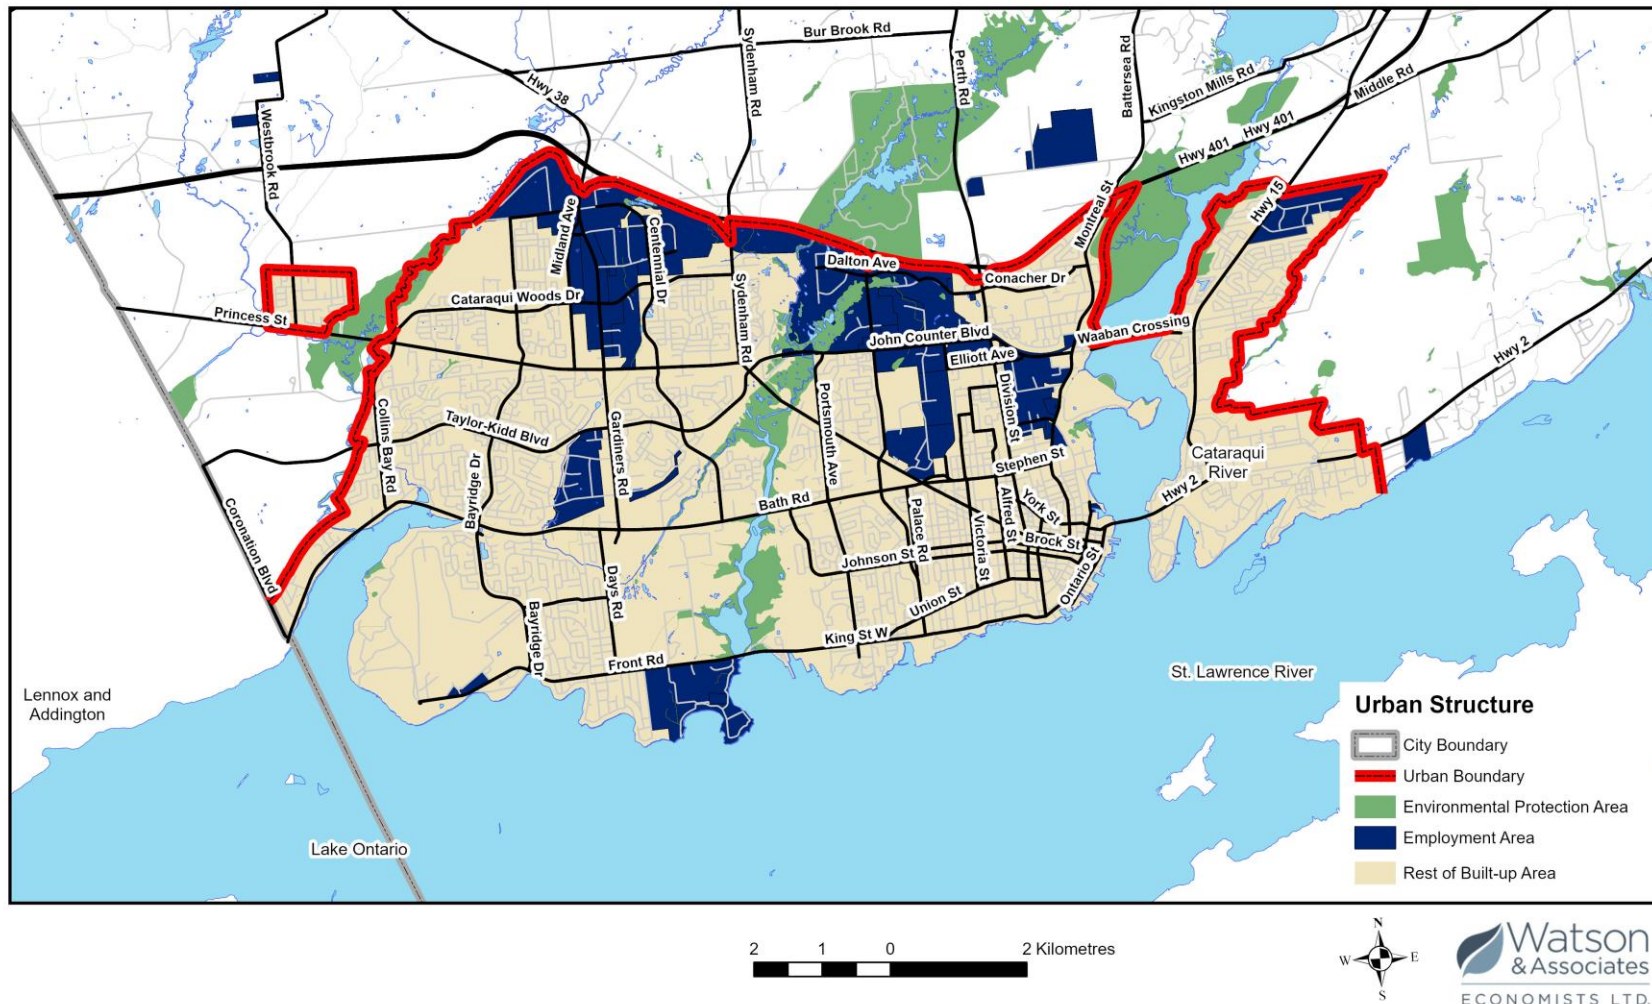 Bur Brook Rd
Sydenham Rd
Perth Rd
Battersea Rd
Kingston Mills Rd
Middle Rd
Hwy 38
Westbrook Rd
Hwy 401
Hwy 401
Hwy 15
Montreal St
Midland Ave
Centennial Dr
Dalton Ave
Conacher Dr
Cataraqui Woods Dr
Sydenham Rd
Princess St
John Counter Blvd
Waaban Crossing
Elliott Ave
Hwy 2
Collins Bay Rd
Taylor-Kidd Blvd
Gardiners Rd
Portsmouth Ave
Division St
Bayridge Dr
Stephen St
Cataraqui
River
Hwy 2
Coronation Blvd
Bath Rd
Palace Rd
Victoria St
Alfred St
York St
Brock St
Johnson St
Ontario St
Days Rd
Union St
Bayridge Dr
King St W
Front Rd
Lennox and
Addington
St. Lawrence River
Lake Ontario
Urban Structure
City Boundary
Urban Boundary
Environmental Protection Area
Employment Area
Rest of Built-up Area
2 1 0 2 Kilometres
N
W E
S
Watson
& Associates
ECONOMISTS LTD